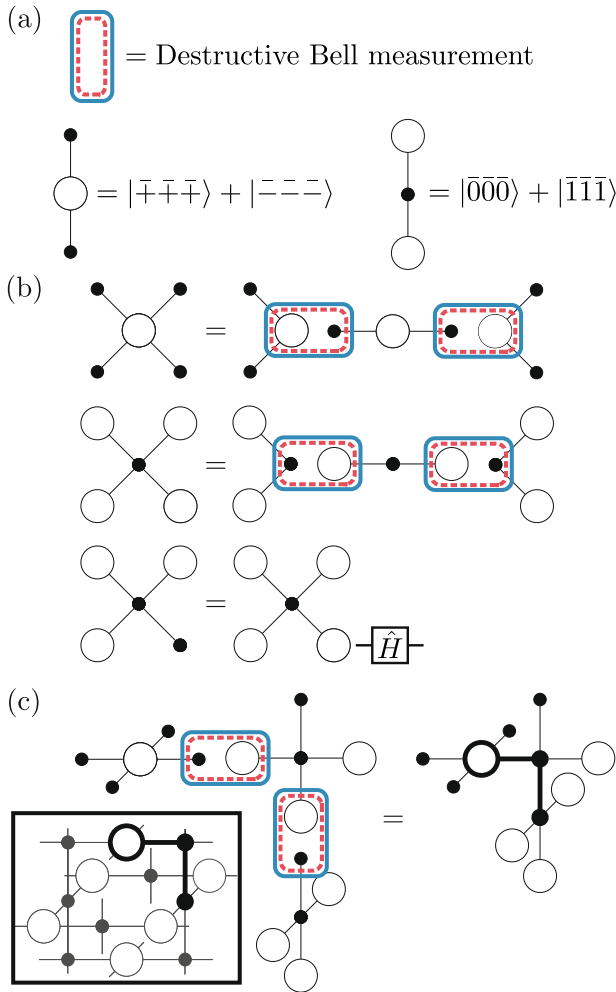 (a)
= Destructive Bell measurement
= |+̄ +̄ +̄⟩ + |−̄ −̄ −̄⟩
= |0̄0̄0̄⟩ + |1̄1̄1̄⟩
(b)
=
=
=
Ĥ
(c)
=